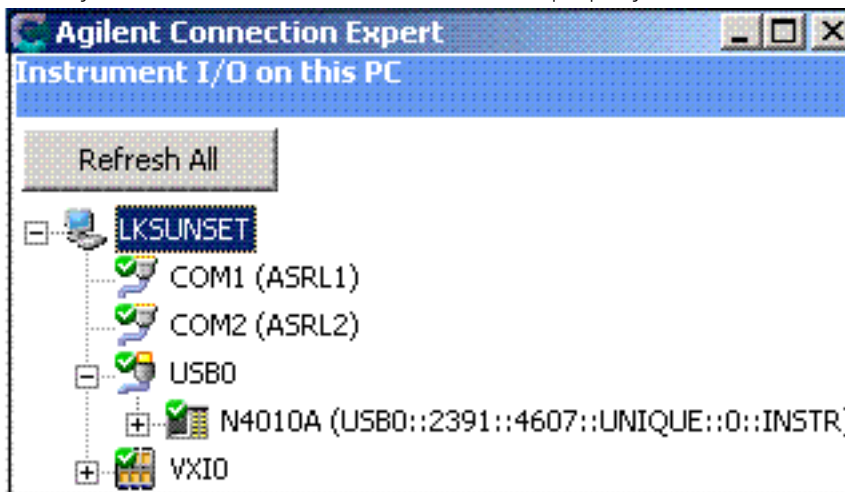 Agilent Connection Expert
Instrument I/O on this PC
Refresh All
LKSUNSET
COM1 (ASRL1)
COM2 (ASRL2)
USB0
N4010A (USB0::2391::4607::UNIQUE::0::INSTR)
VXI0